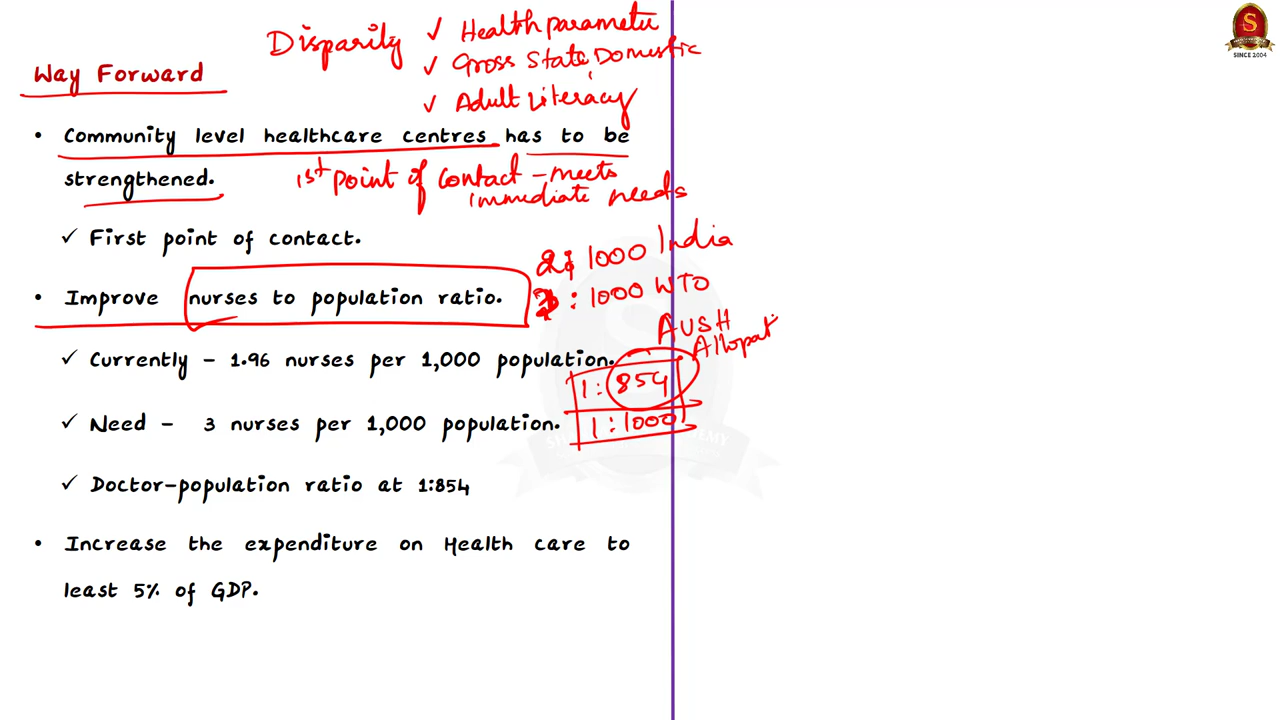 Disparity ✓ Health parameter
✓ Gross State Domestic
✓ Adult Literacy
Way Forward
• Community level healthcare centres has to be
strengthened.
1st point of contact - meets
immediate needs
✓ First point of contact.
: 1000 India
• Improve nurses to population ratio.
: 1000 WTO
AUSH
Allopat
✓ Currently - 1.96 nurses per 1,000 population.
1 : 854
1 : 1000
✓ Need - 3 nurses per 1,000 population.
✓ Doctor-population ratio at 1:854
• Increase the expenditure on Health care to
least 5% of GDP.
S
SINCE 2004